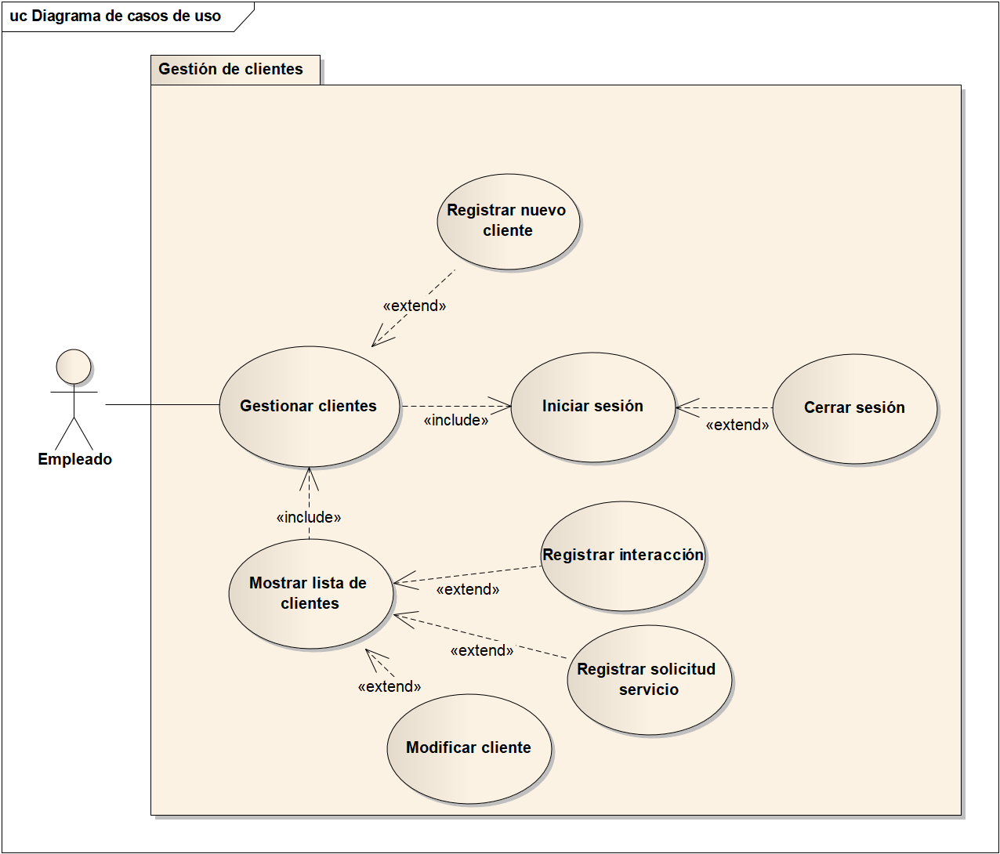 uc Diagrama de casos de uso
Gestión de clientes
Registrar nuevo
cliente
«extend»
Gestionar clientes
«include»
Iniciar sesión
«extend»
Cerrar sesión
Empleado
«include»
Mostrar lista de
clientes
«extend»
Registrar interacción
«extend»
Registrar solicitud
servicio
«extend»
Modificar cliente